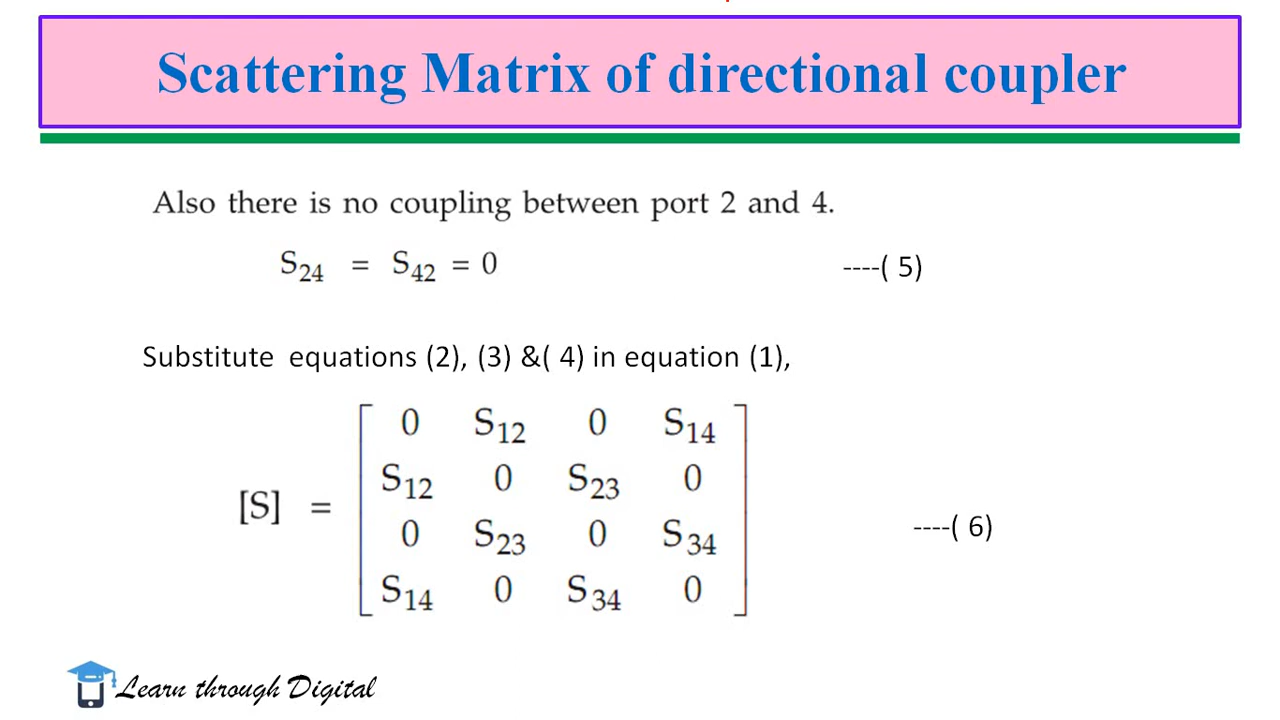 Scattering Matrix of directional coupler
Also there is no coupling between port 2 and 4.
S24 = S42 = 0 ----( 5)
Substitute equations (2), (3) &( 4) in equation (1),
0 S12 0 S14
S12 0 S23 0
[S] = ----( 6)
0 S23 0 S34
S14 0 S34 0
Learn through Digital